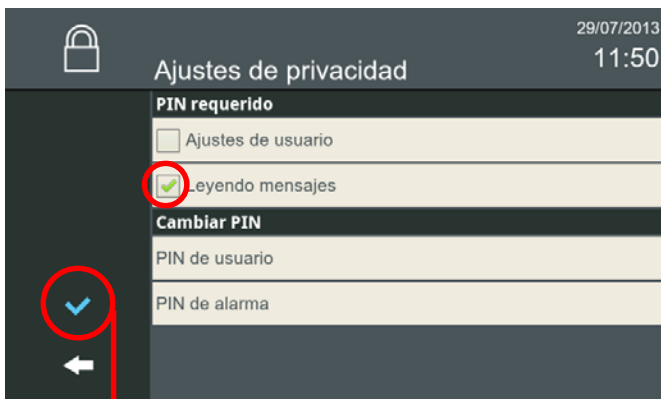 29/07/2013
11:50
Ajustes de privacidad
PIN requerido
Ajustes de usuario
Leyendo mensajes
Cambiar PIN
PIN de usuario
PIN de alarma